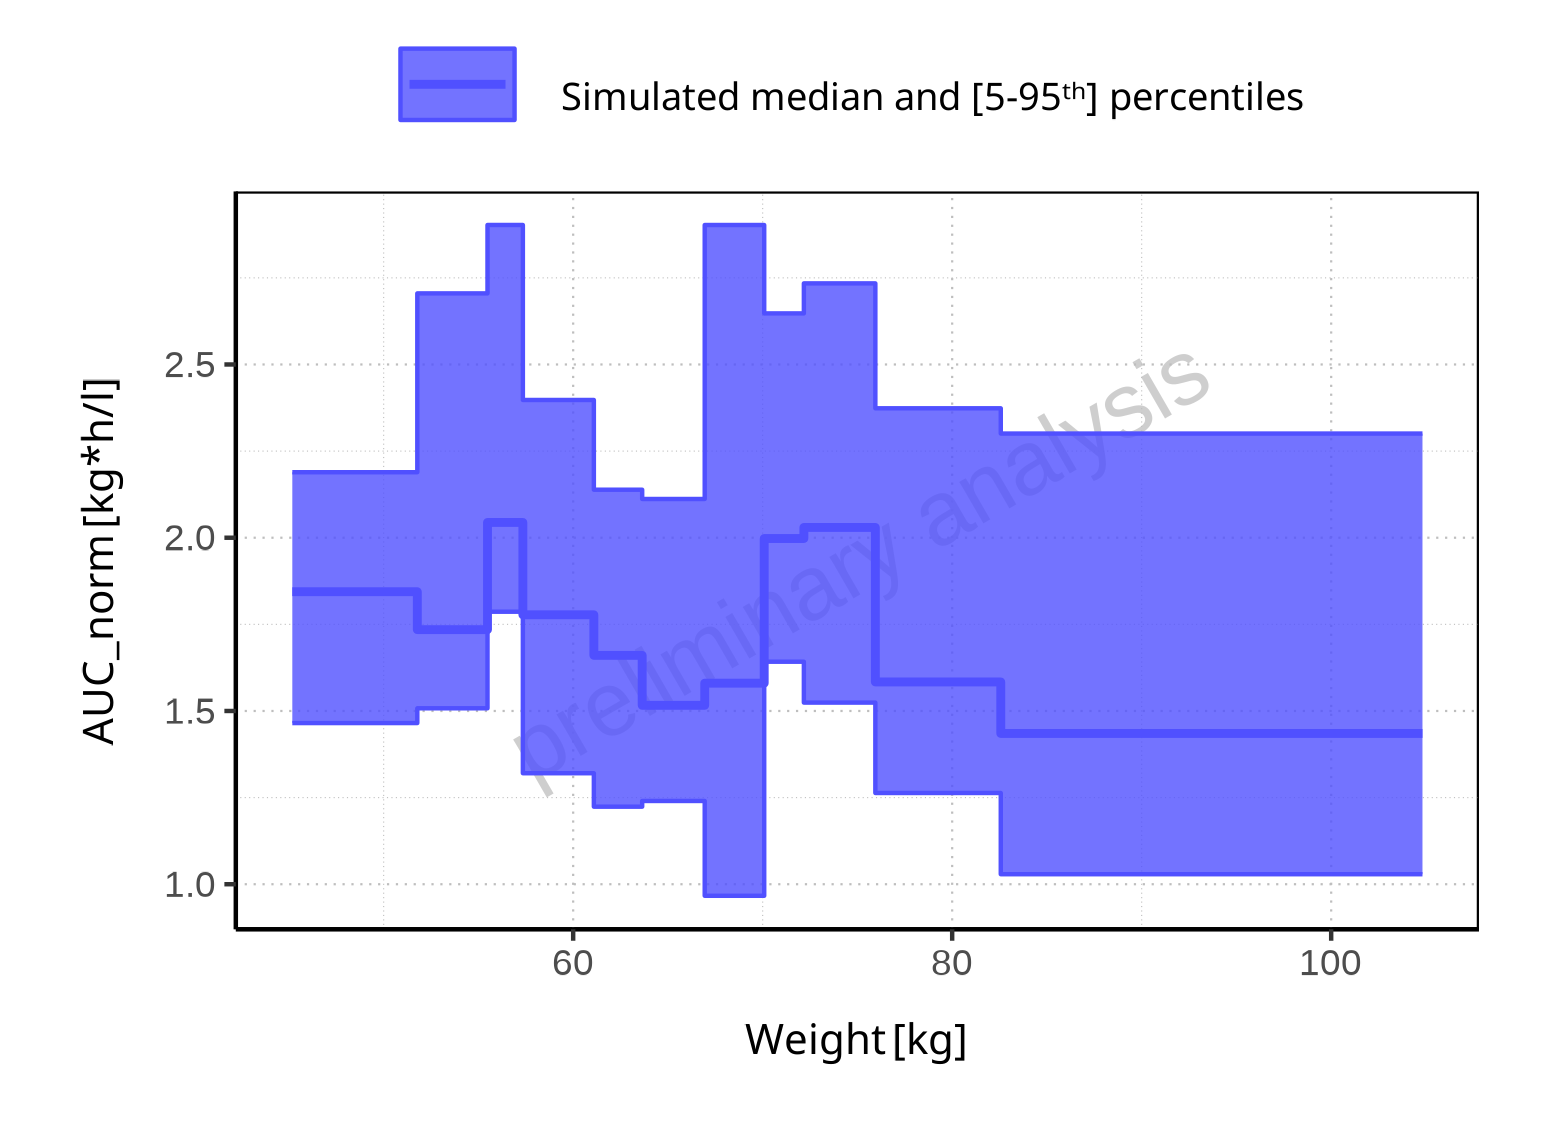 Simulated median and [5-95ᵗʰ] percentiles
AUC_norm [kg*h/l]
2.5
2.0
1.5
1.0
preliminary analysis
60 80 100
Weight [kg]